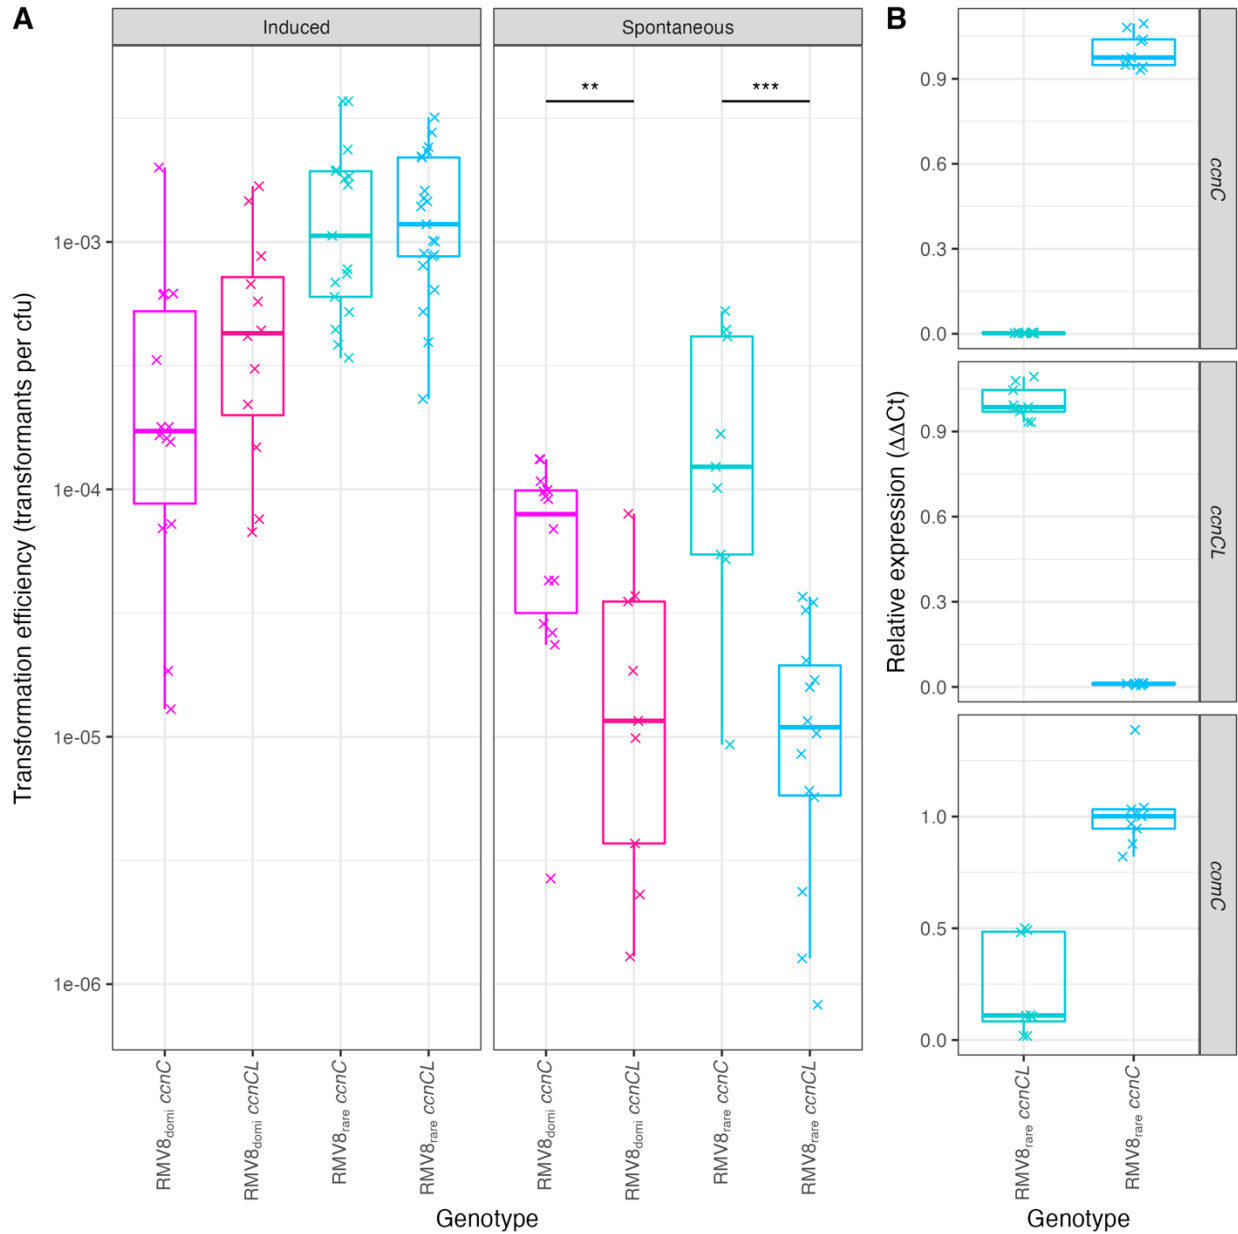 A
Induced
Spontaneous
**
***
1e-03
1e-04
1e-05
1e-06
Transformation efficiency (transformants per cfu)
RMV8domi ccnC
RMV8domi ccnCL
RMV8rare ccnC
RMV8rare ccnCL
RMV8domi ccnC
RMV8domi ccnCL
RMV8rare ccnC
RMV8rare ccnCL
Genotype
B
0.9
0.6
0.3
0.0
ccnC
0.9
0.6
0.3
0.0
ccnCL
1.0
0.5
0.0
comC
Relative expression (ΔΔCt)
RMV8rare ccnCL
RMV8rare ccnC
Genotype